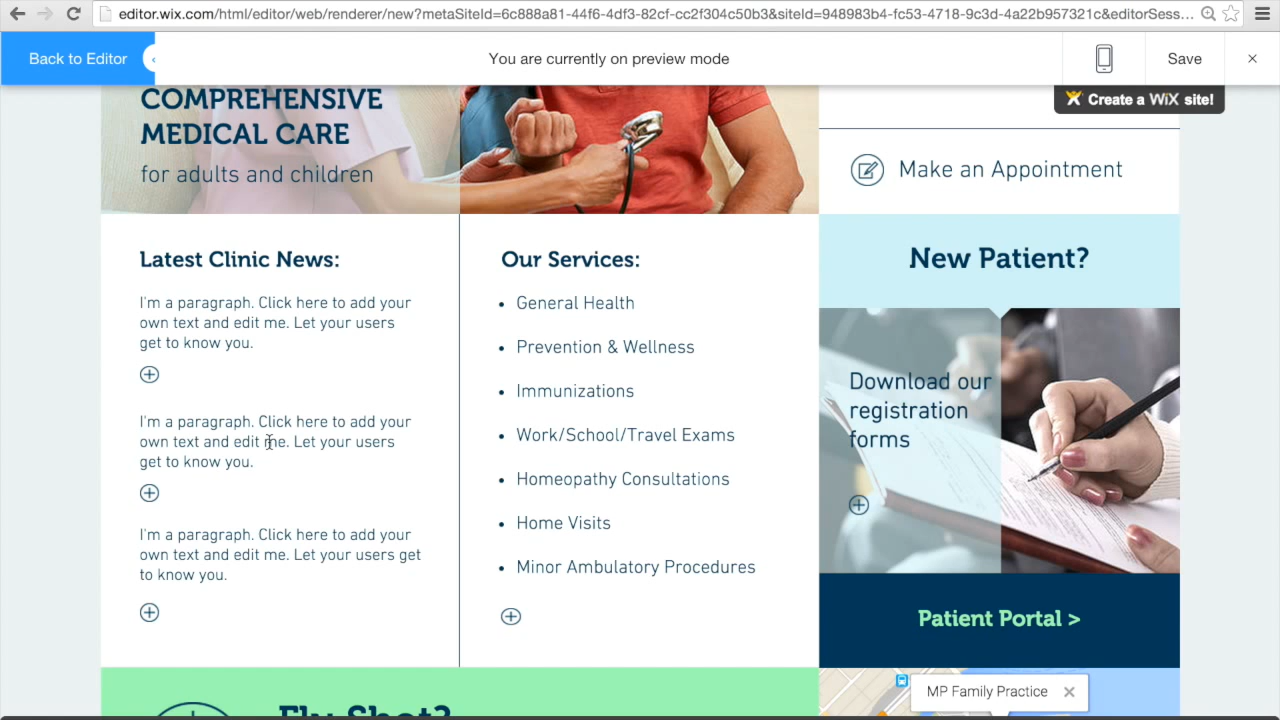 editor.wix.com/html/editor/web/renderer/new?metaSiteId=6c888a81-44f6-4df3-82cf-cc2f304c50b3&siteId=948983b4-fc53-4718-9c3d-4a22b957321c&editorSess...
Back to Editor
You are currently on preview mode
Save
Create a WiX site!
COMPREHENSIVE
MEDICAL CARE
for adults and children
Make an Appointment
Latest Clinic News:
I'm a paragraph. Click here to add your
own text and edit me. Let your users
get to know you.
I'm a paragraph. Click here to add your
own text and edit me. Let your users
get to know you.
I'm a paragraph. Click here to add your
own text and edit me. Let your users get
to know you.
Our Services:
• General Health
• Prevention & Wellness
• Immunizations
• Work/School/Travel Exams
• Homeopathy Consultations
• Home Visits
• Minor Ambulatory Procedures
New Patient?
Download our
registration
forms
Patient Portal >
Flu Shot?
MP Family Practice